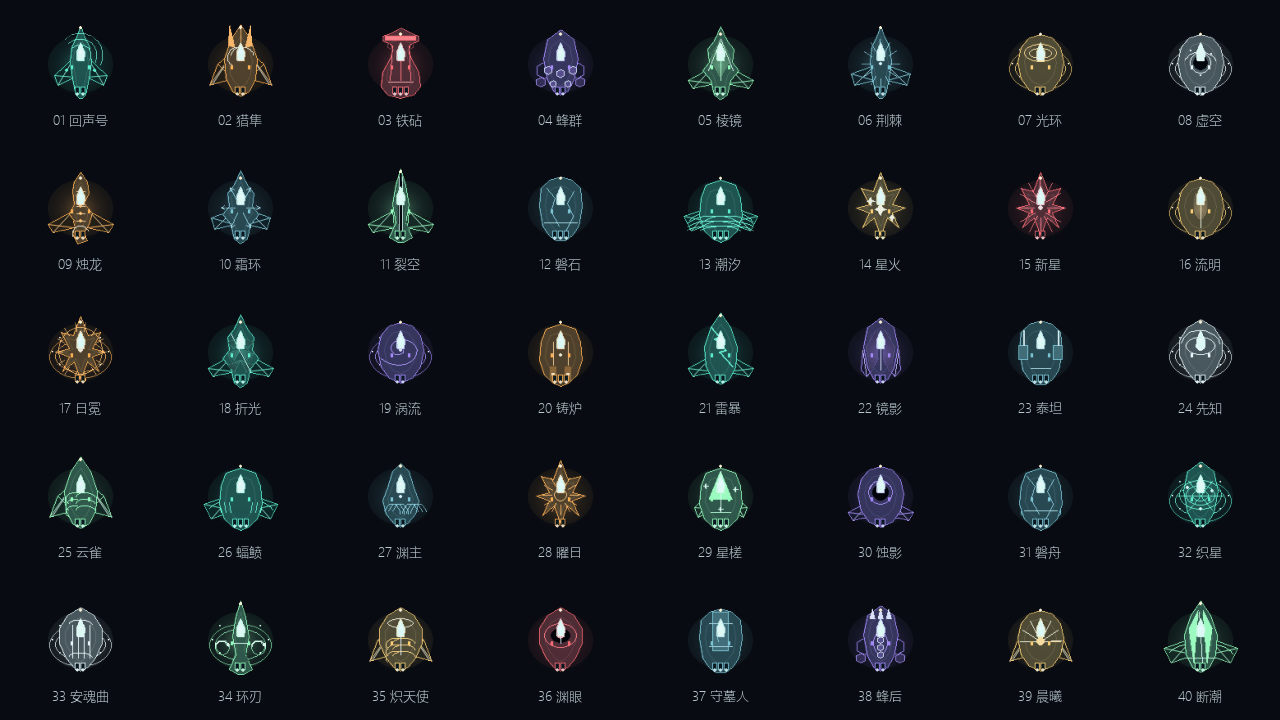 01 回声号
02 猎隼
03 铁砧
04 蜂群
05 棱镜
06 荆棘
07 光环
08 虚空
09 烛龙
10 霜环
11 裂空
12 磐石
13 潮汐
14 星火
15 新星
16 流明
17 日冕
18 折光
19 涡流
20 铸炉
21 雷暴
22 镜影
23 泰坦
24 先知
25 云雀
26 蝠鲼
27 渊主
28 曜日
29 星槎
30 蚀影
31 磐舟
32 织星
33 安魂曲
34 环刃
35 炽天使
36 渊眼
37 守墓人
38 蜂后
39 晨曦
40 断潮